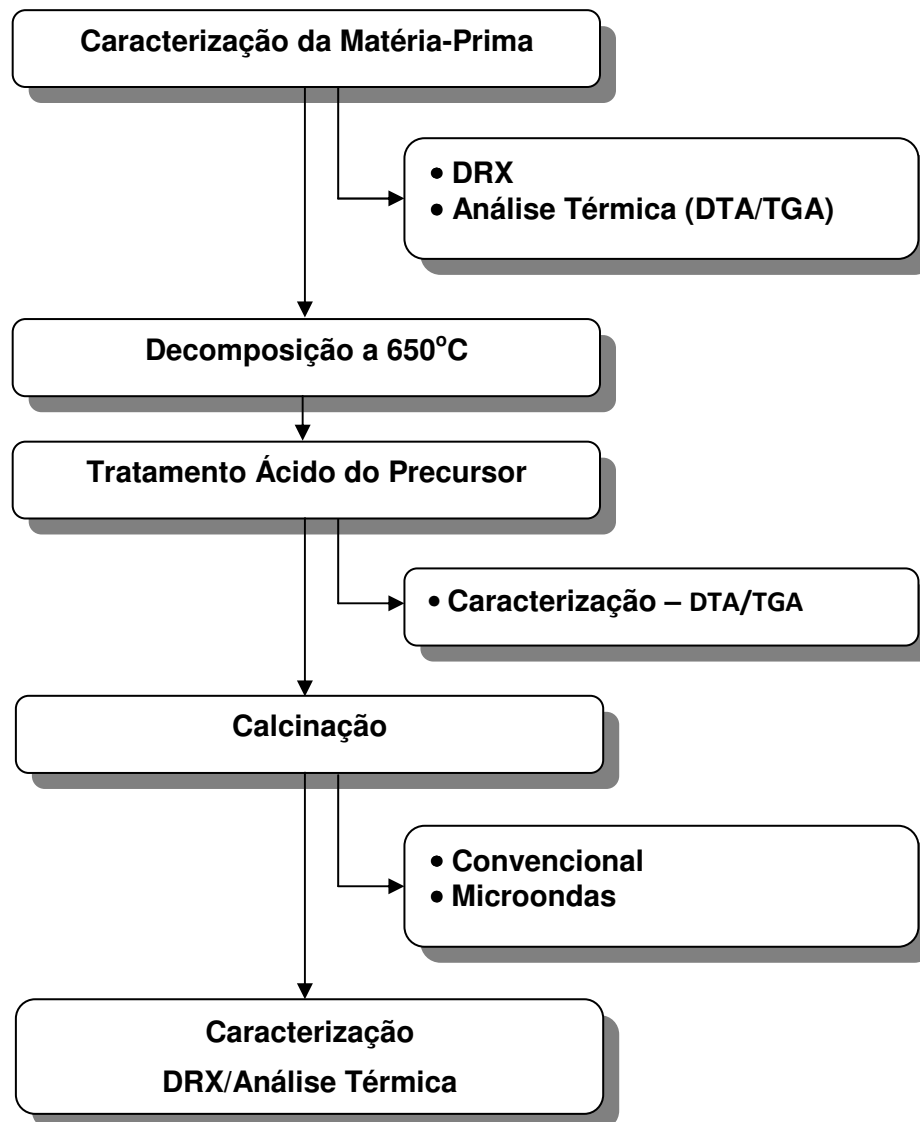 Caracterização da Matéria-Prima
• DRX
• Análise Térmica (DTA/TGA)
Decomposição a 650°C
Tratamento Ácido do Precursor
• Caracterização – DTA/TGA
Calcinação
• Convencional
• Microondas
Caracterização
DRX/Análise Térmica